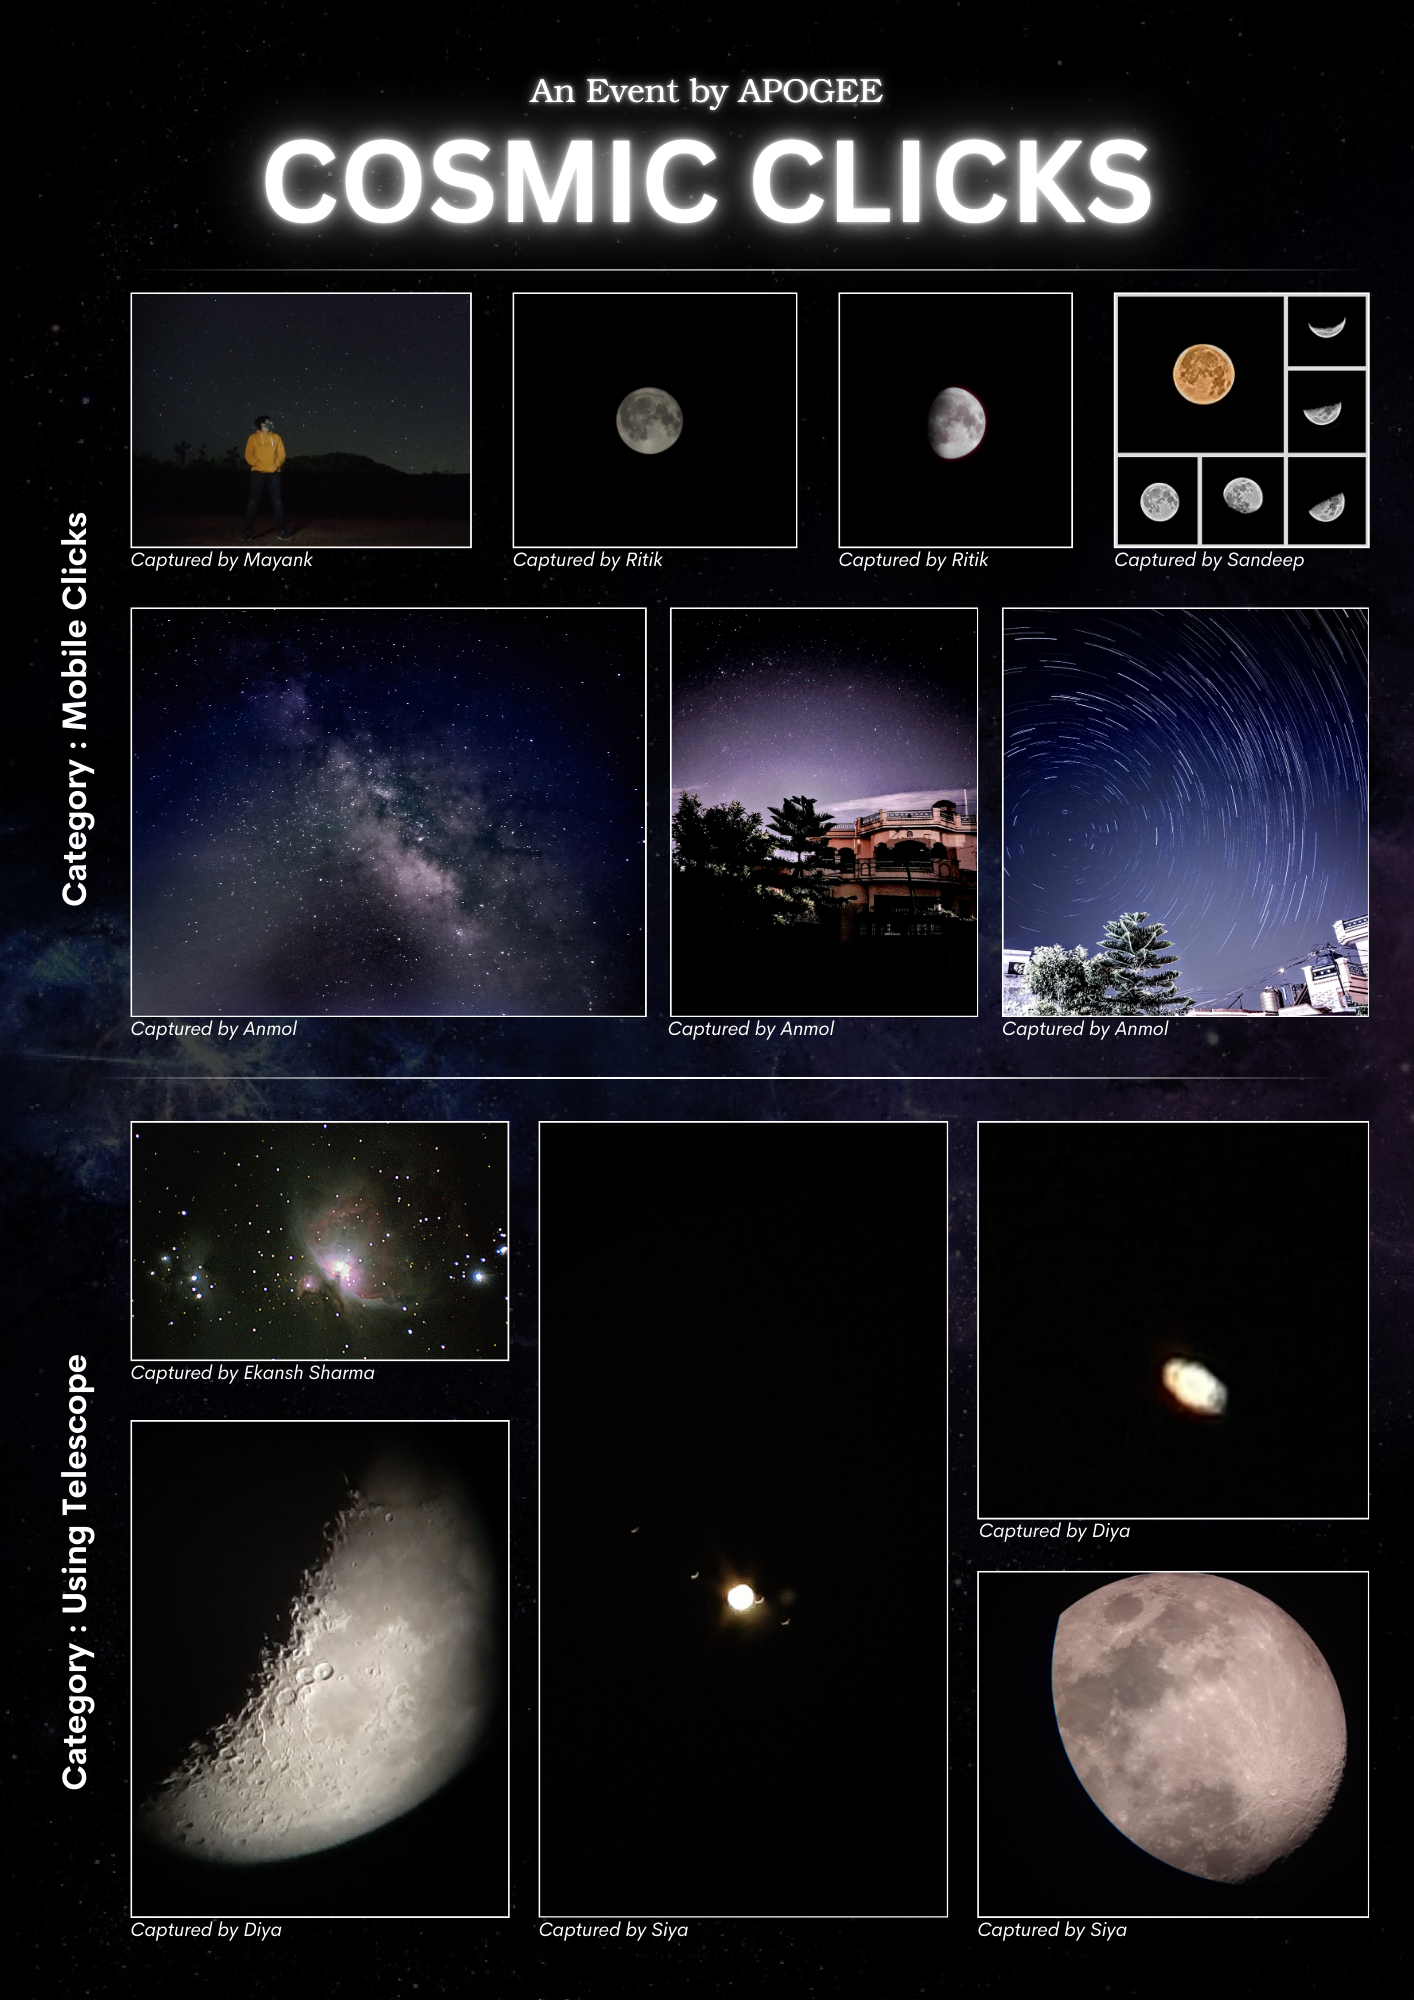 An Event by APOGEE
COSMIC CLICKS
Category : Mobile Clicks
Captured by Mayank
Captured by Ritik
Captured by Ritik
Captured by Sandeep
Captured by Anmol
Captured by Anmol
Captured by Anmol
Category : Using Telescope
Captured by Ekansh Sharma
Captured by Diya
Captured by Diya
Captured by Siya
Captured by Siya